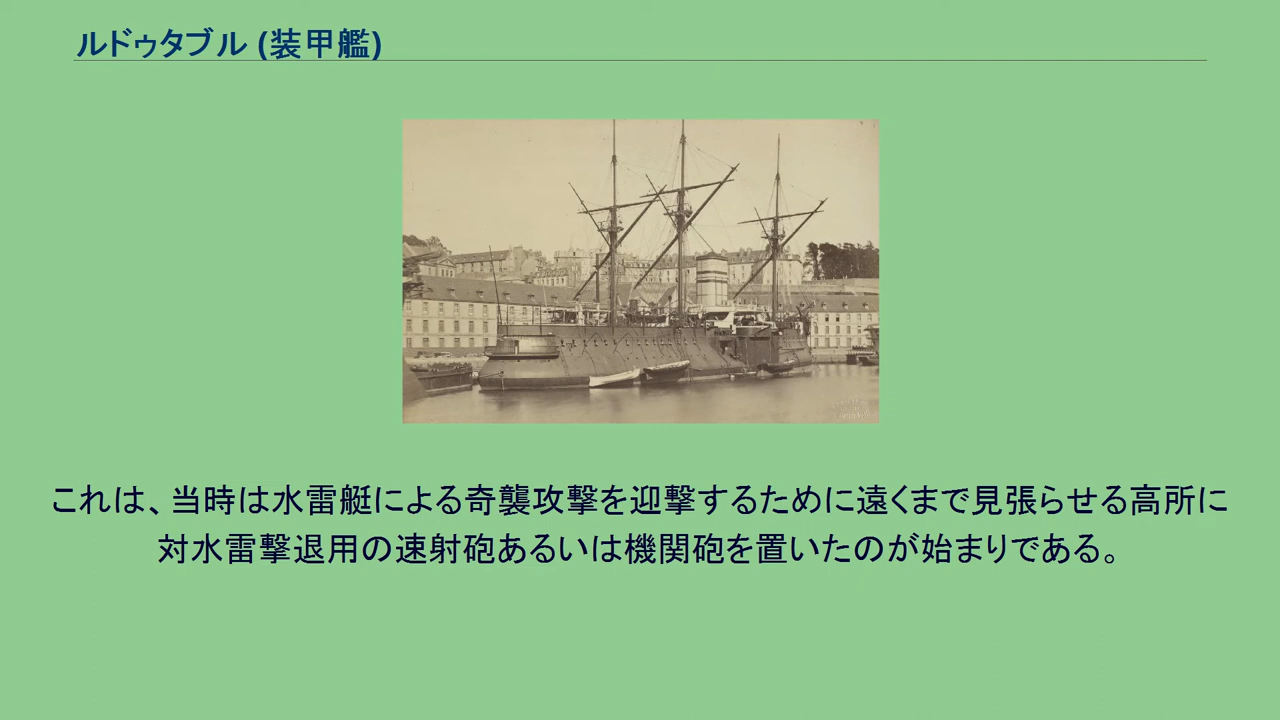 ルドゥタブル (装甲艦)
これは、当時は水雷艇による奇襲攻撃を迎撃するために遠くまで見張らせる高所に
対水雷撃退用の速射砲あるいは機関砲を置いたのが始まりである。